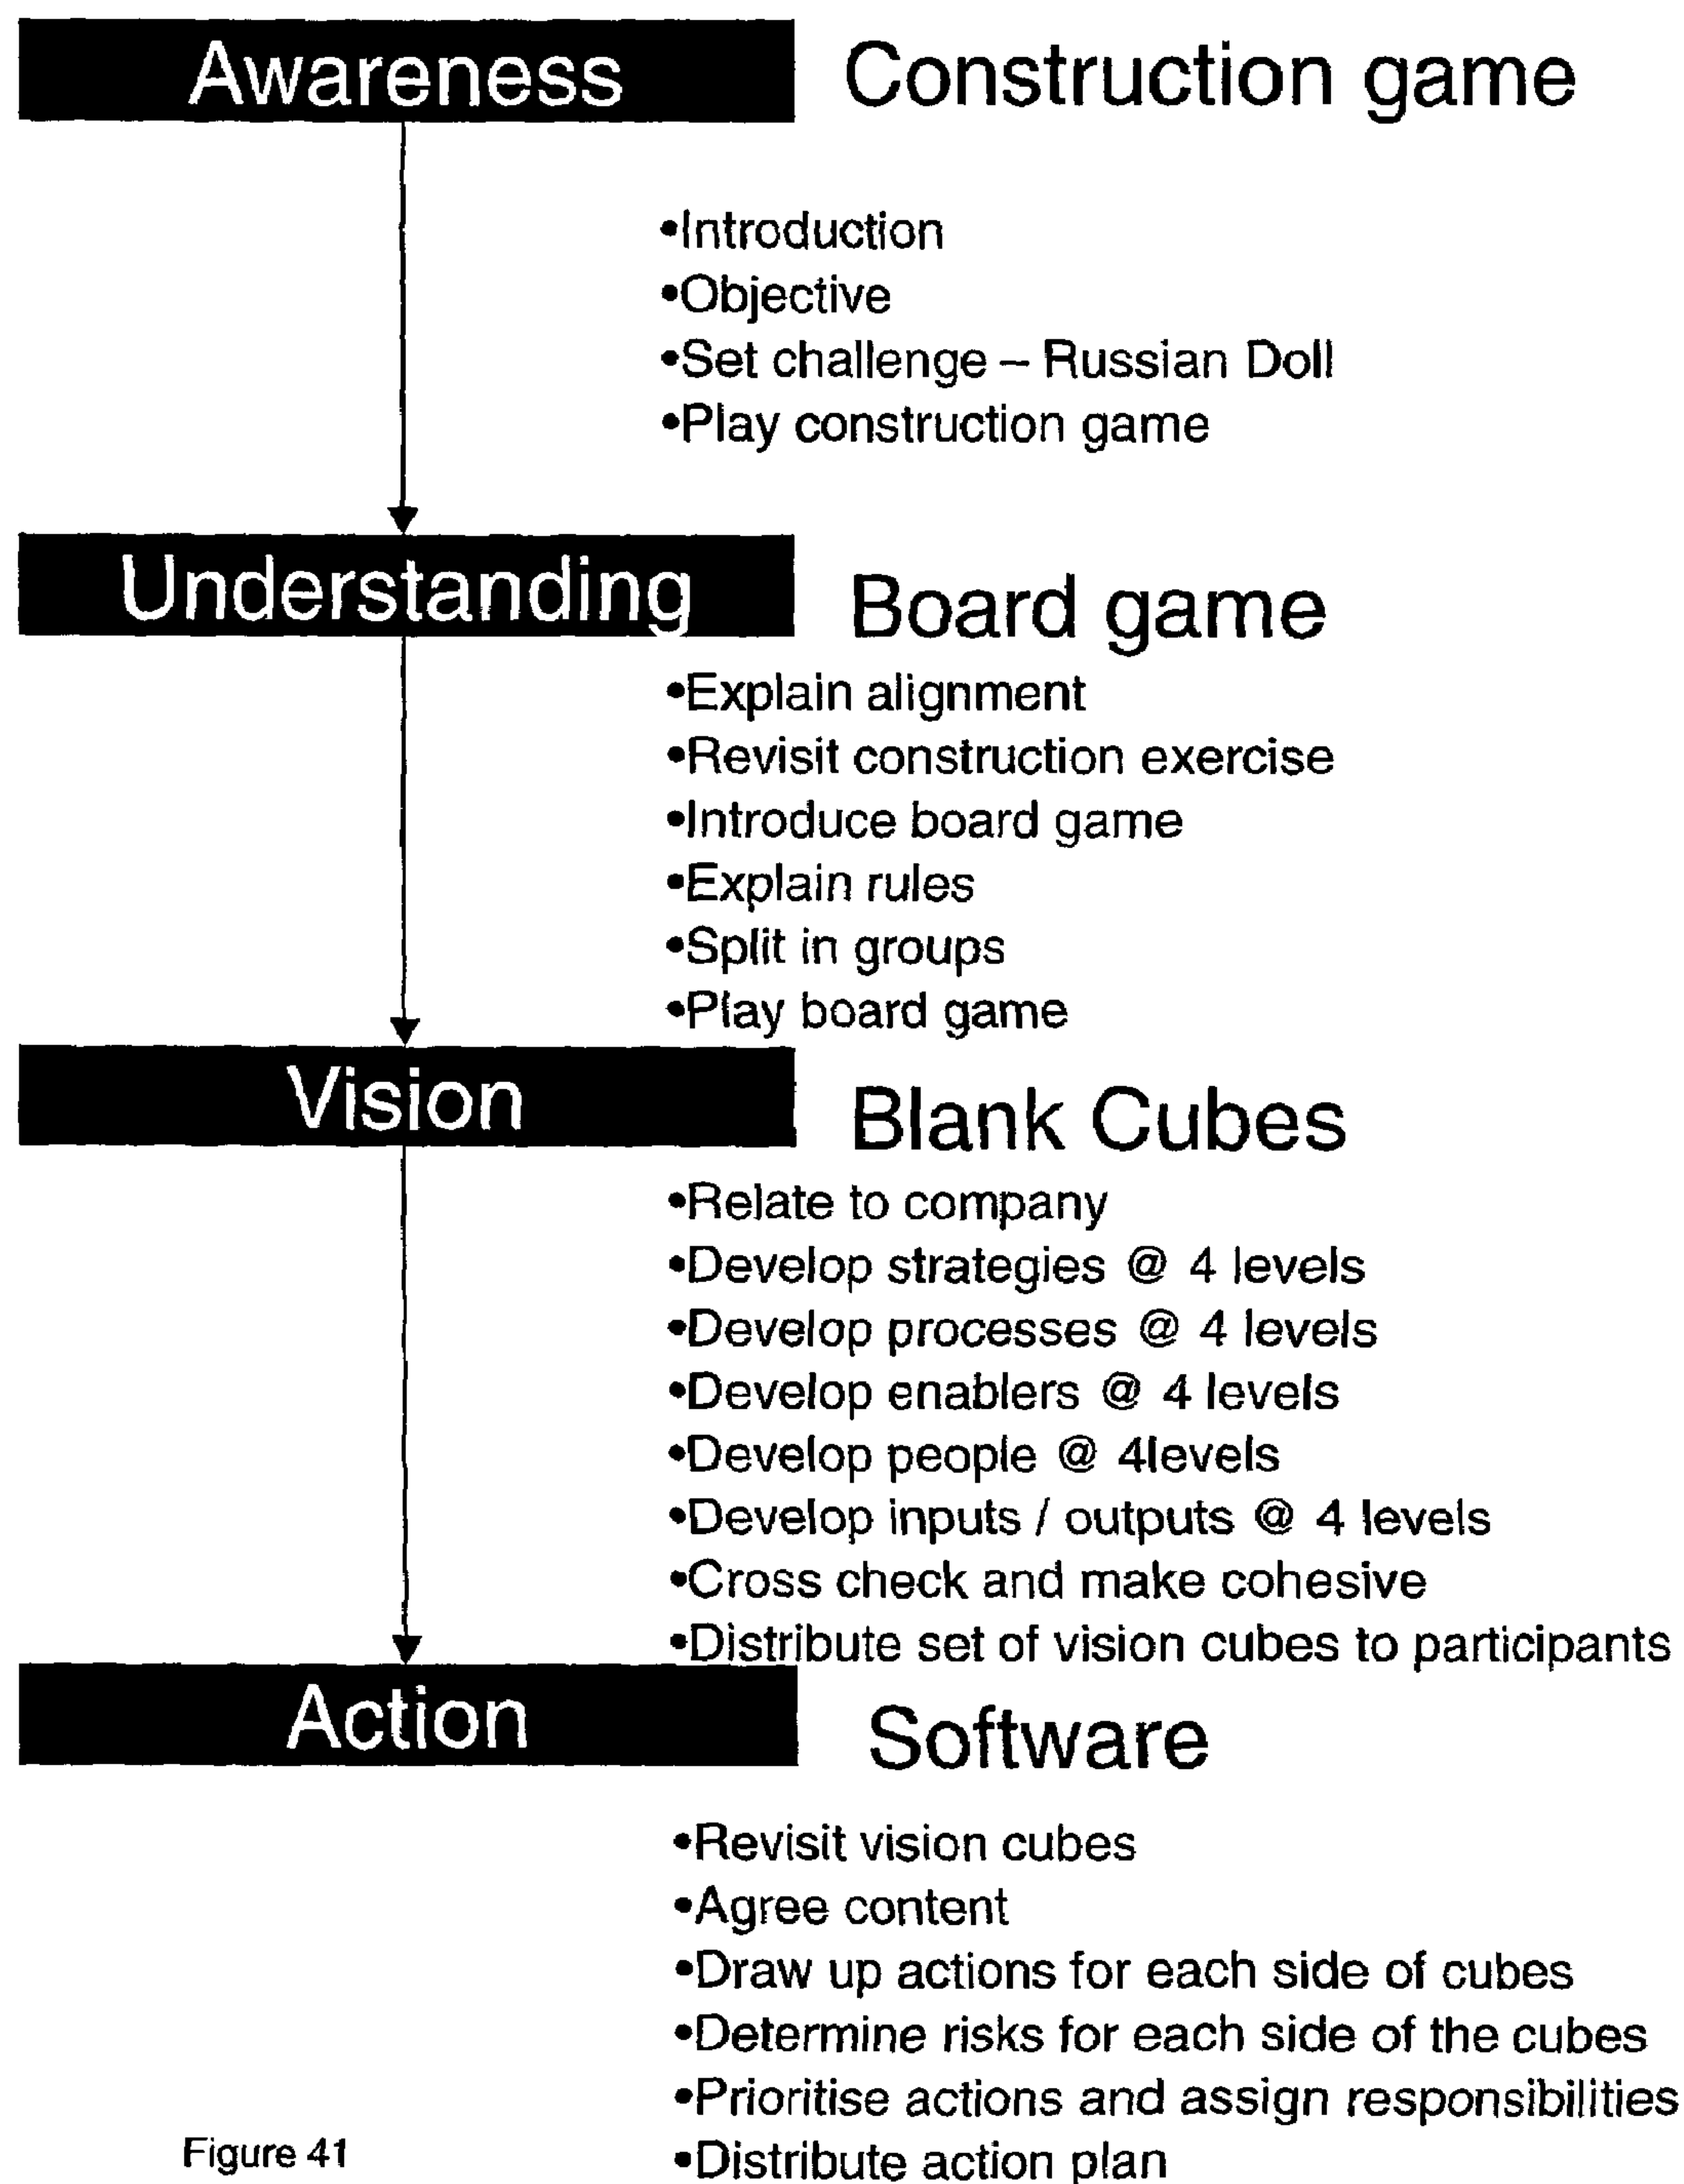 Awareness Construction game
•Introduction
•Objective
•Set challenge – Russian Doll
•Play construction game
Understanding Board game
•Explain alignment
•Revisit construction exercise
•Introduce board game
•Explain rules
•Split in groups
•Play board game
Vision Blank Cubes
•Relate to company
•Develop strategies @ 4 levels
•Develop processes @ 4 levels
•Develop enablers @ 4 levels
•Develop people @ 4levels
•Develop inputs / outputs @ 4 levels
•Cross check and make cohesive
•Distribute set of vision cubes to participants
Action Software
•Revisit vision cubes
•Agree content
•Draw up actions for each side of cubes
•Determine risks for each side of the cubes
•Prioritise actions and assign responsibilities
•Distribute action plan
Figure 41